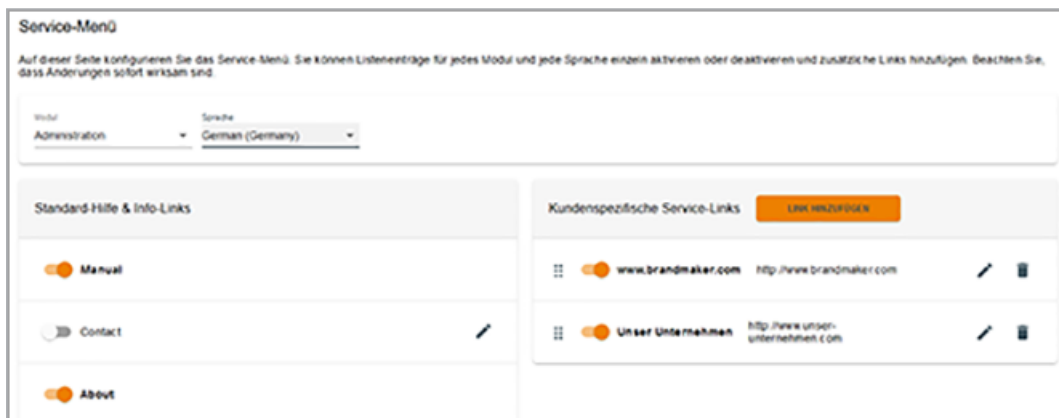 Service-Menü
Auf dieser Seite konfigurieren Sie das Service-Menü. Sie können Listeneinträge für jedes Modul und jede Sprache einzeln aktivieren oder deaktivieren und zusätzliche Links hinzufügen. Beachten Sie,
dass Änderungen sofort wirksam sind.
Modul
Sprache
Administration
German (Germany)
Standard-Hilfe & Info-Links
Manual
Contact
About
Kundenspezifische Service-Links
LINK HINZUFÜGEN
www.brandmaker.com
http://www.brandmaker.com
Unser Unternehmen
http://www.unser-
unternehmen.com